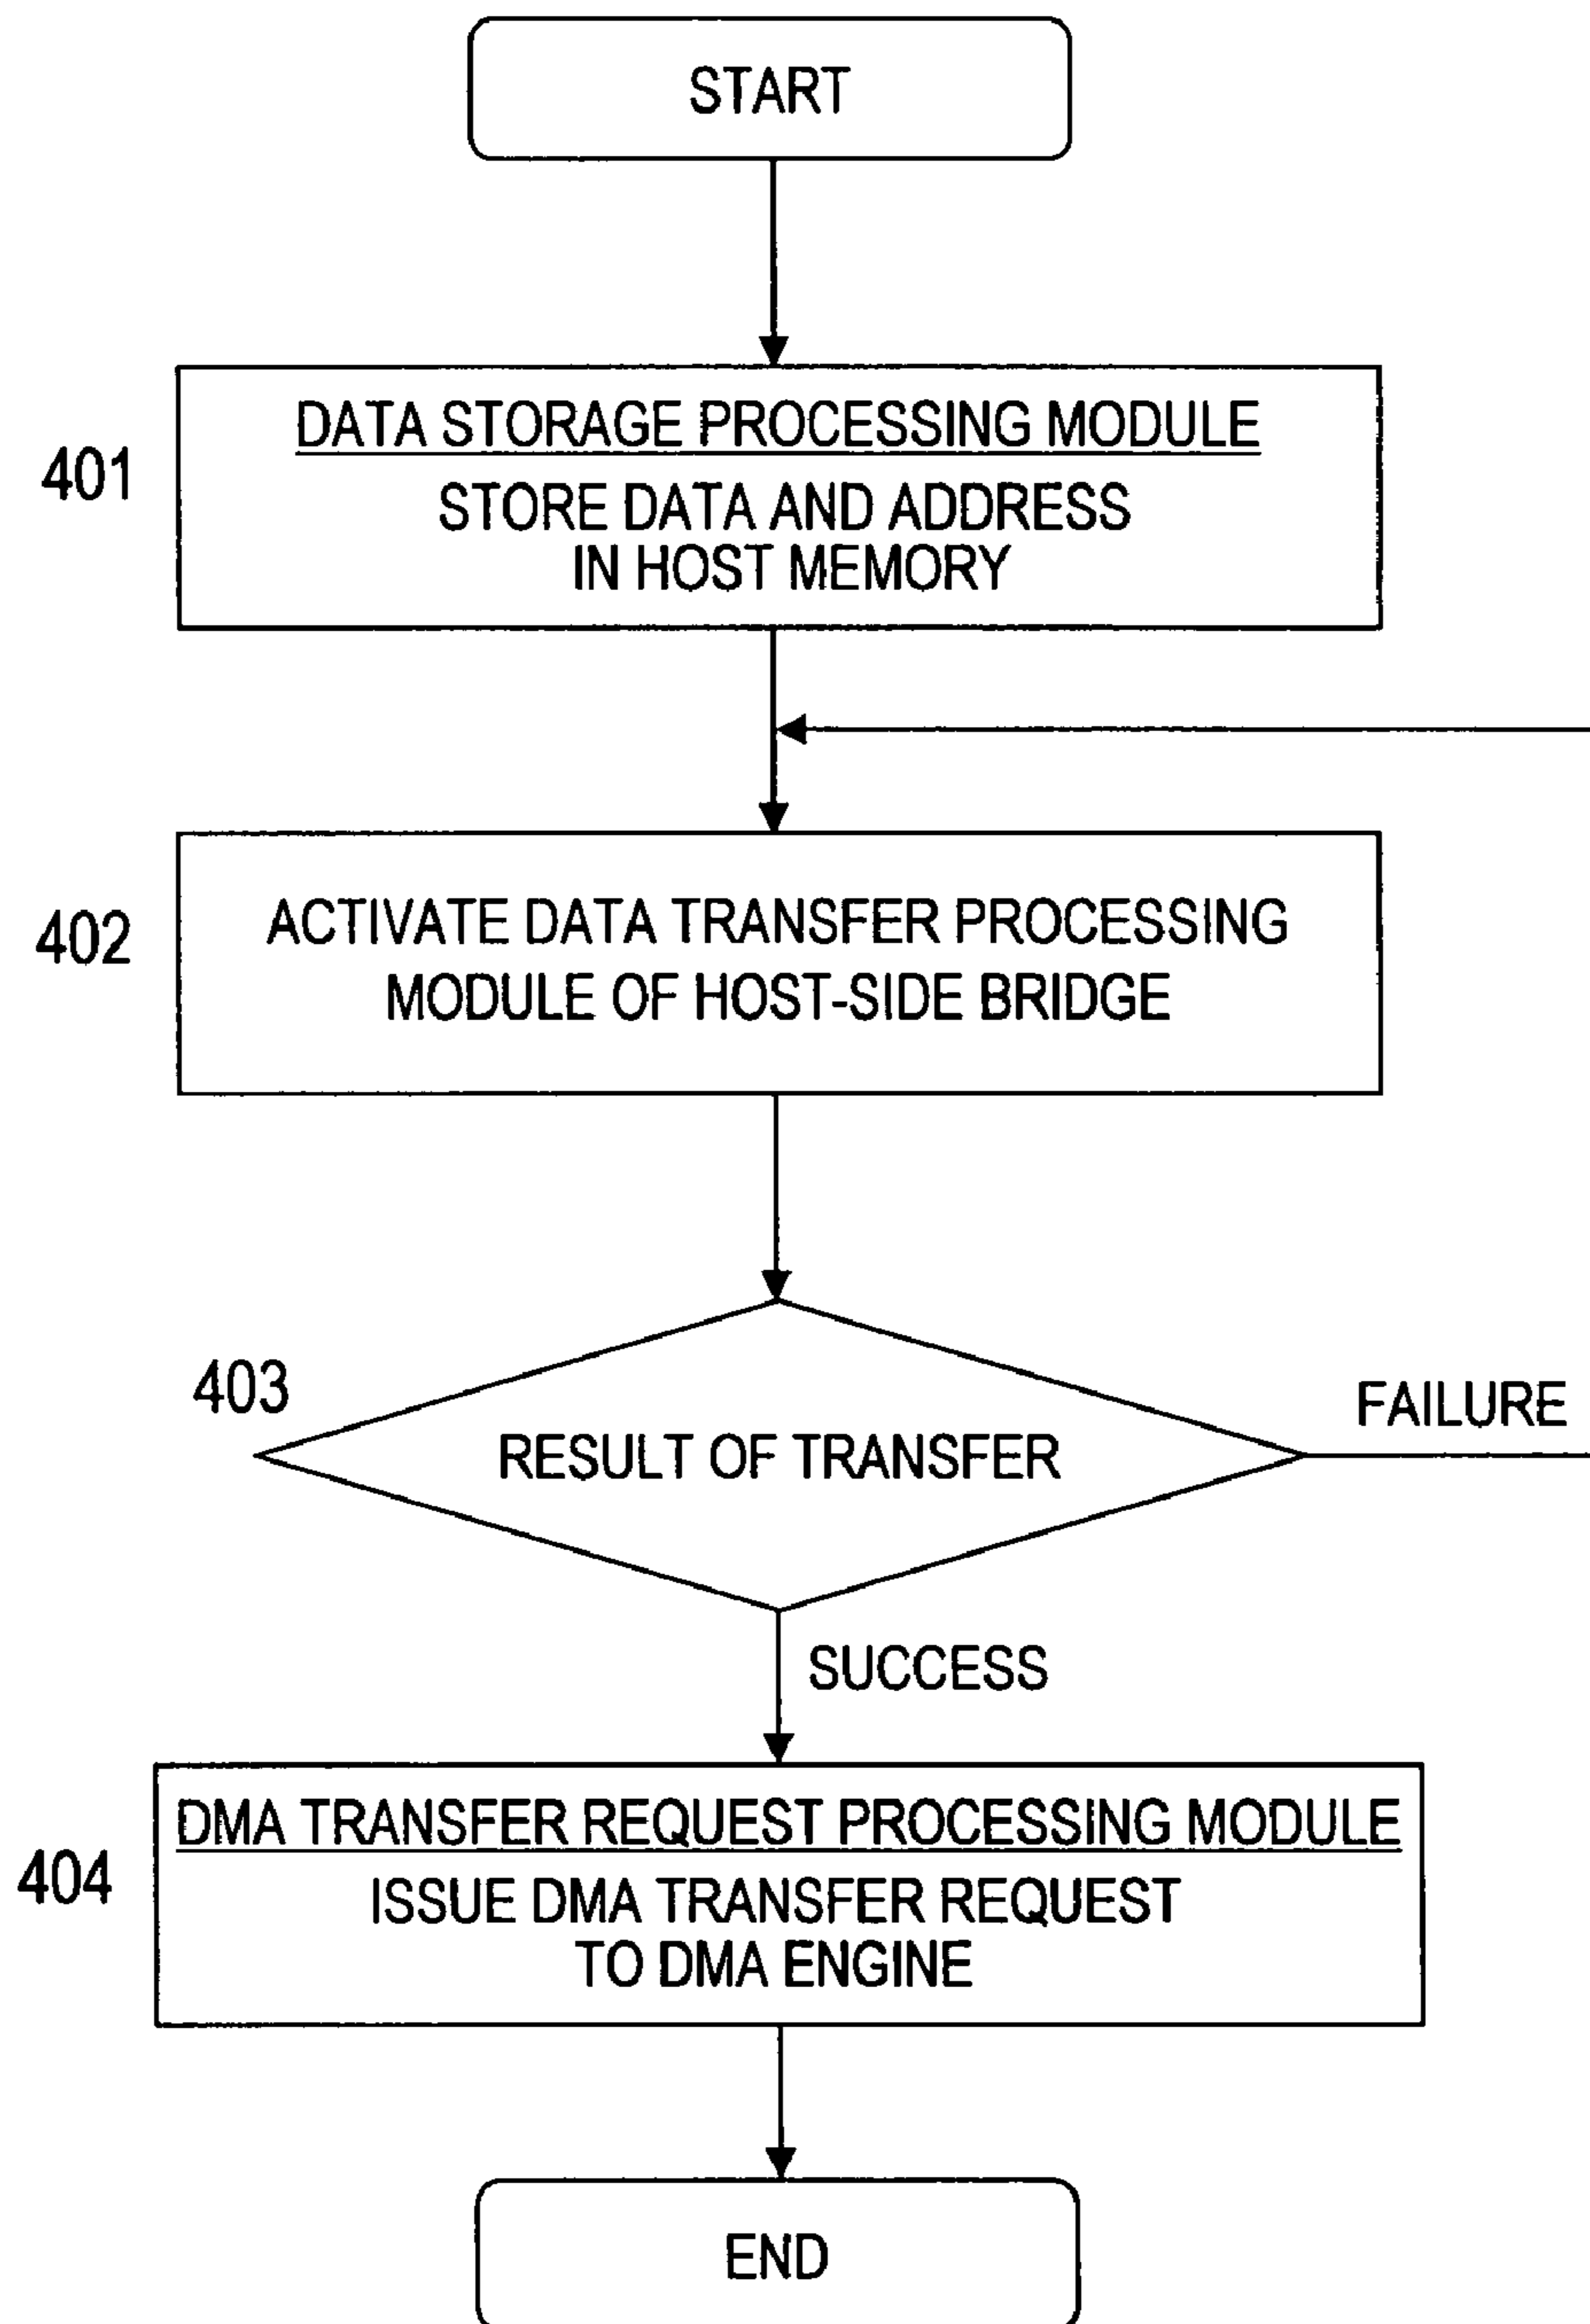 START
401
DATA STORAGE PROCESSING MODULE
STORE DATA AND ADDRESS
IN HOST MEMORY
402
ACTIVATE DATA TRANSFER PROCESSING
MODULE OF HOST-SIDE BRIDGE
403
RESULT OF TRANSFER
FAILURE
SUCCESS
404
DMA TRANSFER REQUEST PROCESSING MODULE
ISSUE DMA TRANSFER REQUEST
TO DMA ENGINE
END